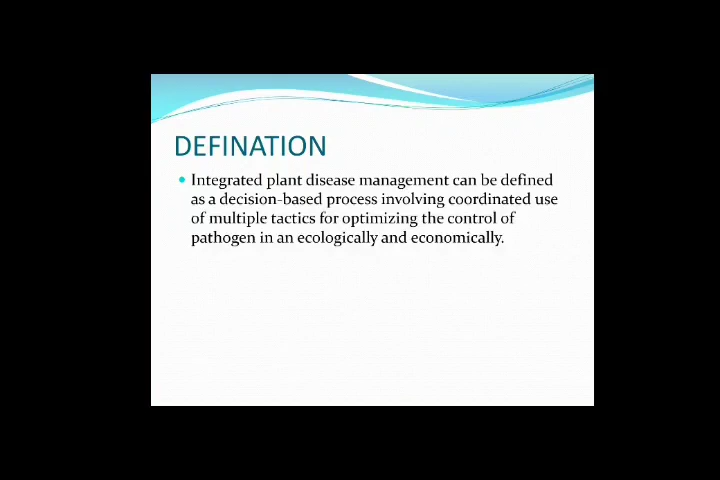 DEFINATION
Integrated plant disease management can be defined
as a decision-based process involving coordinated use
of multiple tactics for optimizing the control of
pathogen in an ecologically and economically.